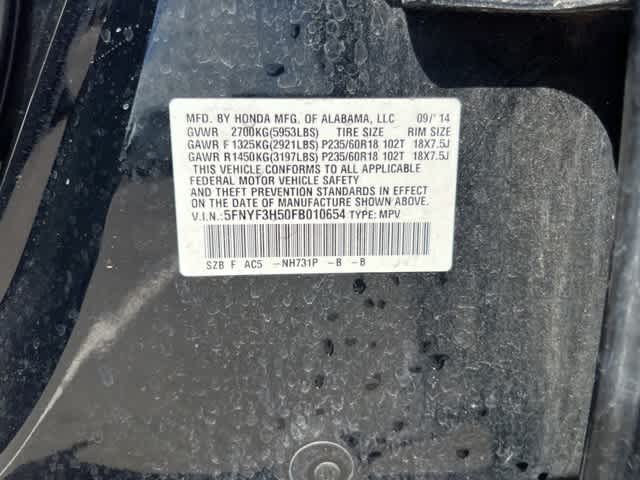 MFD. BY HONDA MFG. OF ALABAMA, LLC 09/'14
GVWR 2700KG(5953LBS) TIRE SIZE RIM SIZE
GAWR F 1325KG(2921LBS) P235/60R18 102T 18X7.5J
GAWR R 1450KG(3197LBS) P235/60R18 102T 18X7.5J
THIS VEHICLE CONFORMS TO ALL APPLICABLE
FEDERAL MOTOR VEHICLE SAFETY
AND THEFT PREVENTION STANDARDS IN EFFECT
ON THE DATE OF MANUFACTURE SHOWN ABOVE.
V.I.N.: 5FNYF3H50FB010654 TYPE: MPV
SZB F AC5 -NH731P -B -B